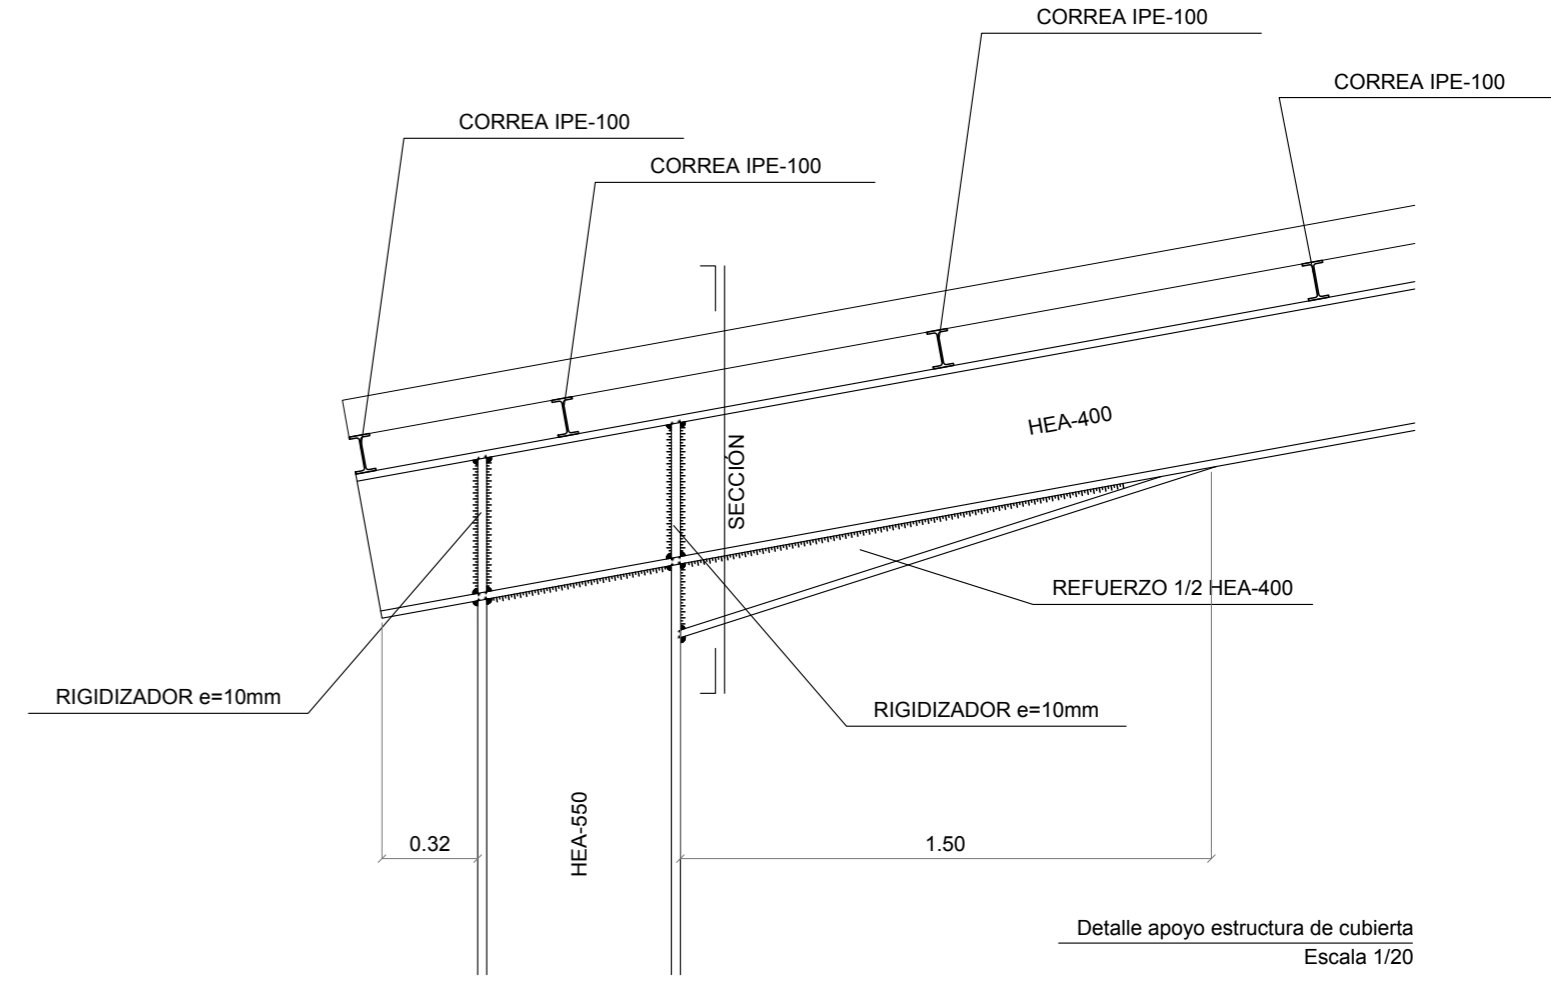 CORREA IPE-100
CORREA IPE-100
CORREA IPE-100
CORREA IPE-100
HEA-400
SECCIÓN
REFUERZO 1/2 HEA-400
RIGIDIZADOR e=10mm
RIGIDIZADOR e=10mm
HEA-550
0.32
1.50
Detalle apoyo estructura de cubierta
Escala 1/20